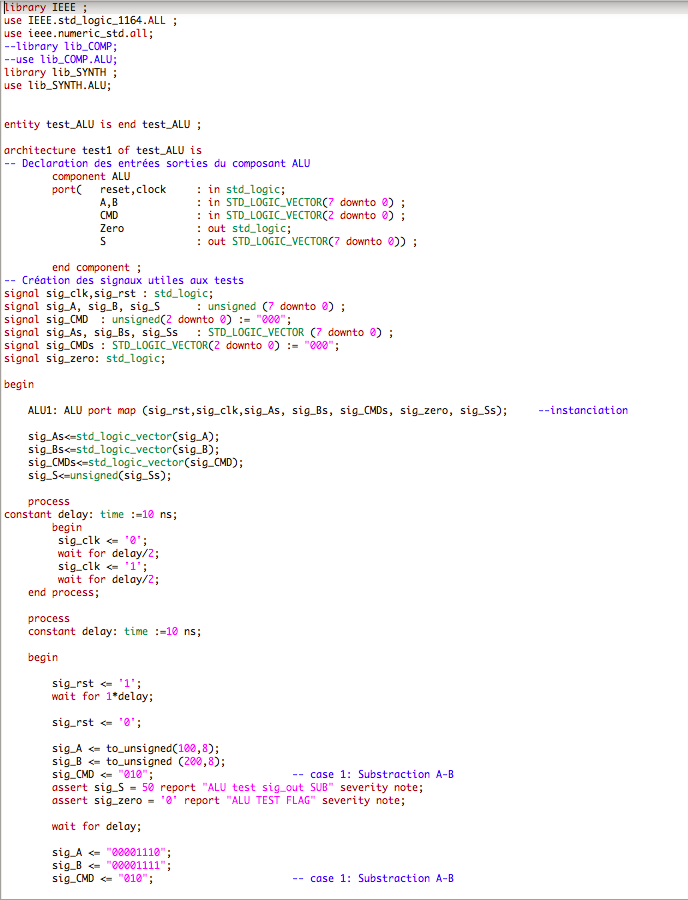 library IEEE ;
use IEEE.std_logic_1164.ALL ;
use ieee.numeric_std.all;
--library lib_COMP;
--use lib_COMP.ALU;
library lib_SYNTH ;
use lib_SYNTH.ALU;
entity test_ALU is end test_ALU ;
architecture test1 of test_ALU is
-- Declaration des entrées sorties du composant ALU
component ALU
port( reset,clock : in std_logic;
A,B : in STD_LOGIC_VECTOR(7 downto 0) ;
CMD : in STD_LOGIC_VECTOR(2 downto 0) ;
Zero : out std_logic;
S : out STD_LOGIC_VECTOR(7 downto 0)) ;
end component ;
-- Création des signaux utiles aux tests
signal sig_clk,sig_rst : std_logic;
signal sig_A, sig_B, sig_S : unsigned (7 downto 0) ;
signal sig_CMD : unsigned(2 downto 0) := "000";
signal sig_As, sig_Bs, sig_Ss : STD_LOGIC_VECTOR (7 downto 0) ;
signal sig_CMDs : STD_LOGIC_VECTOR(2 downto 0) := "000";
signal sig_zero: std_logic;
begin
ALU1: ALU port map (sig_rst,sig_clk,sig_As, sig_Bs, sig_CMDs, sig_zero, sig_Ss); --instanciation
sig_As<=std_logic_vector(sig_A);
sig_Bs<=std_logic_vector(sig_B);
sig_CMDs<=std_logic_vector(sig_CMD);
sig_S<=unsigned(sig_Ss);
process
constant delay: time :=10 ns;
begin
sig_clk <= '0';
wait for delay/2;
sig_clk <= '1';
wait for delay/2;
end process;
process
constant delay: time :=10 ns;
begin
sig_rst <= '1';
wait for 1*delay;
sig_rst <= '0';
sig_A <= to_unsigned(100,8);
sig_B <= to_unsigned (200,8);
sig_CMD <= "010"; -- case 1: Substraction A-B
assert sig_S = 50 report "ALU test sig_out SUB" severity note;
assert sig_zero = '0' report "ALU TEST FLAG" severity note;
wait for delay;
sig_A <= "00001110";
sig_B <= "00001111";
sig_CMD <= "010"; -- case 1: Substraction A-B